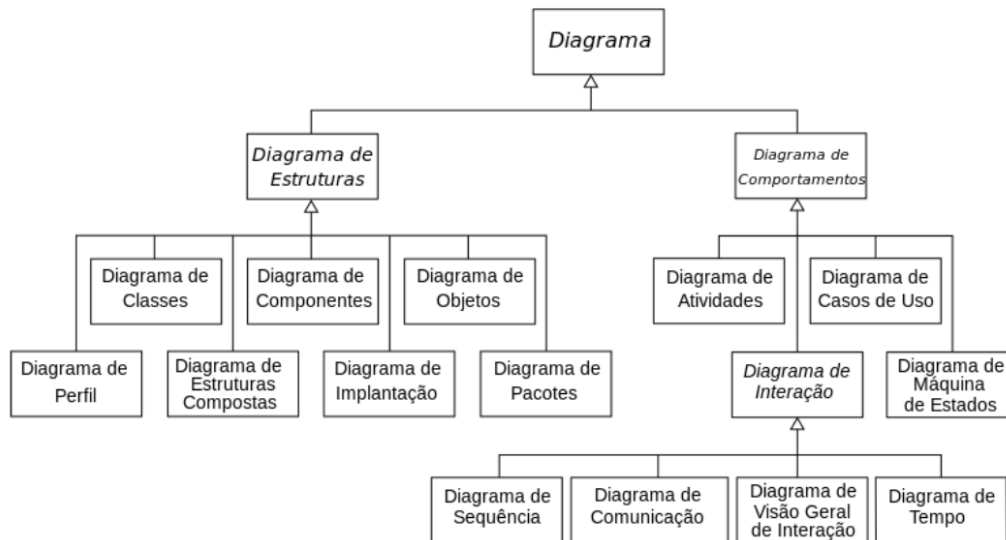 Diagrama
Diagrama de
Estruturas
Diagrama de
Comportamentos
Diagrama de
Classes
Diagrama de
Componentes
Diagrama de
Objetos
Diagrama de
Atividades
Diagrama de
Casos de Uso
Diagrama de
Perfil
Diagrama de
Estruturas
Compostas
Diagrama de
Implantação
Diagrama de
Pacotes
Diagrama de
Interação
Diagrama de
Máquina
de Estados
Diagrama de
Sequência
Diagrama de
Comunicação
Diagrama de
Visão Geral
de Interação
Diagrama de
Tempo